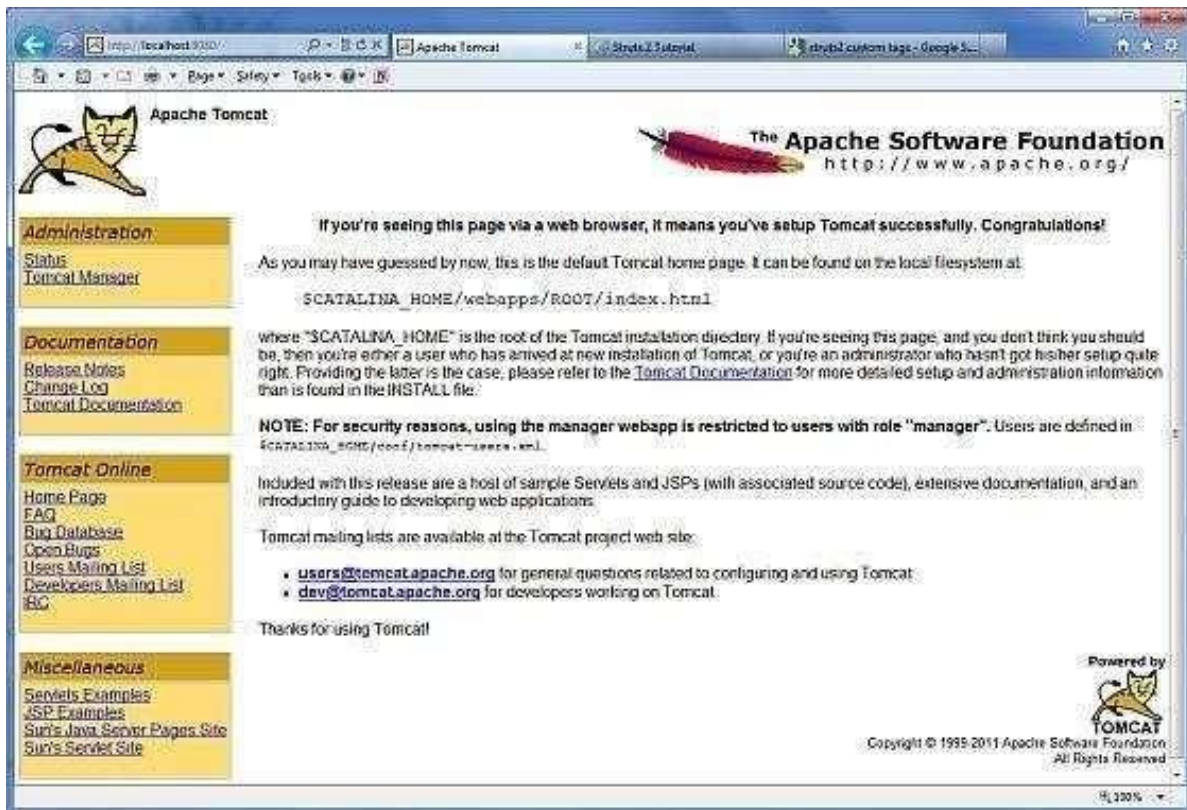 http://localhost:8080/
Apache Tomcat
Struts 2 Tutorial
struts2 custom tags - Google S...
Page
Safety
Tools
Apache Tomcat
The Apache Software Foundation
http://www.apache.org/
Administration
Status
Tomcat Manager
Documentation
Release Notes
Change Log
Tomcat Documentation
Tomcat Online
Home Page
FAQ
Bug Database
Open Bugs
Users Mailing List
Developers Mailing List
IRC
Miscellaneous
Servlets Examples
JSP Examples
Sun's Java Server Pages Site
Sun's Servlet Site
If you're seeing this page via a web browser, it means you've setup Tomcat successfully. Congratulations!
As you may have guessed by now, this is the default Tomcat home page. It can be found on the local filesystem at:
$CATALINA_HOME/webapps/ROOT/index.html
where "$CATALINA_HOME" is the root of the Tomcat installation directory. If you're seeing this page, and you don't think you should
be, then you're either a user who has arrived at new installation of Tomcat, or you're an administrator who hasn't got his/her setup quite
right. Providing the latter is the case, please refer to the Tomcat Documentation for more detailed setup and administration information
than is found in the INSTALL file.
NOTE: For security reasons, using the manager webapp is restricted to users with role "manager". Users are defined in
$CATALINA_HOME/conf/tomcat-users.xml.
Included with this release are a host of sample Servlets and JSPs (with associated source code), extensive documentation, and an
introductory guide to developing web applications.
Tomcat mailing lists are available at the Tomcat project web site:
users@tomcat.apache.org for general questions related to configuring and using Tomcat
dev@tomcat.apache.org for developers working on Tomcat
Thanks for using Tomcat!
Powered by
TOMCAT
Copyright © 1999-2011 Apache Software Foundation
All Rights Reserved
100%